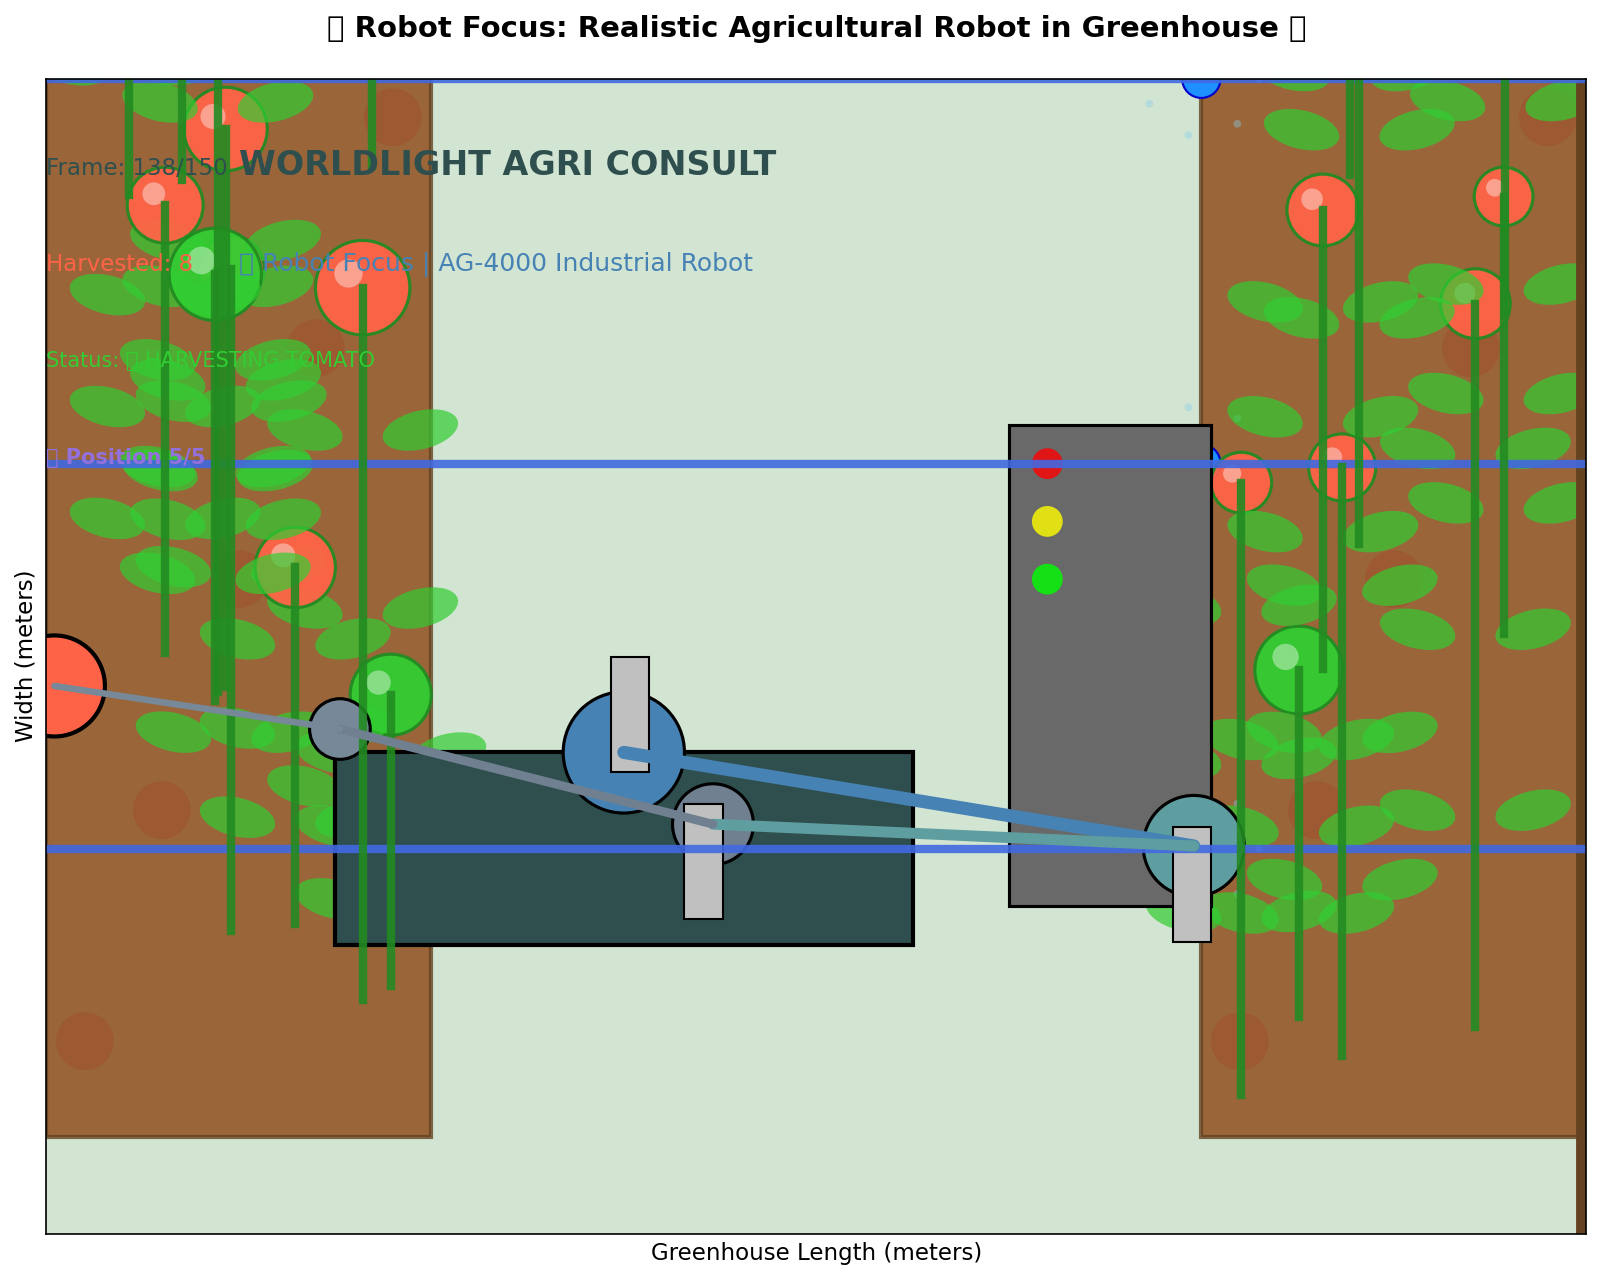 Robot Focus: Realistic Agricultural Robot in Greenhouse
Frame: 138/150
WORLDLIGHT AGRI CONSULT
Harvested: 8
Robot Focus | AG-4000 Industrial Robot
Status: HARVESTING TOMATO
Position 5/5
Width (meters)
Greenhouse Length (meters)